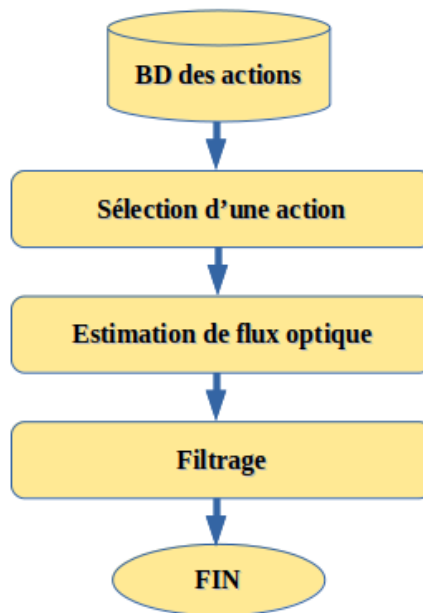 BD des actions
Sélection d’une action
Estimation de flux optique
Filtrage
FIN